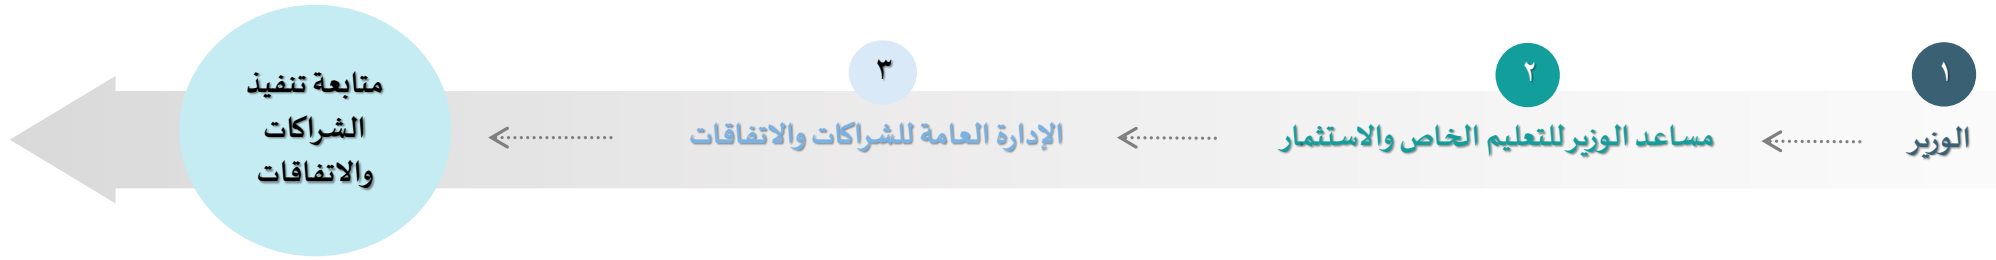 ١
الوزير
٢
مساعد الوزير للتعليم الخاص والاستثمار
٣
الإدارة العامة للشراكات والاتفاقات
متابعة تنفيذ
الشراكات
والاتفاقات